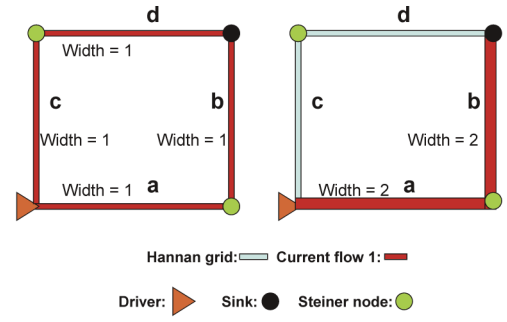 d
d
Width = 1
c
b
c
b
Width = 1
Width = 1
Width = 2
Width = 1
a
Width = 2
a
Hannan grid:
Current flow 1:
Driver:
Sink:
Steiner node: